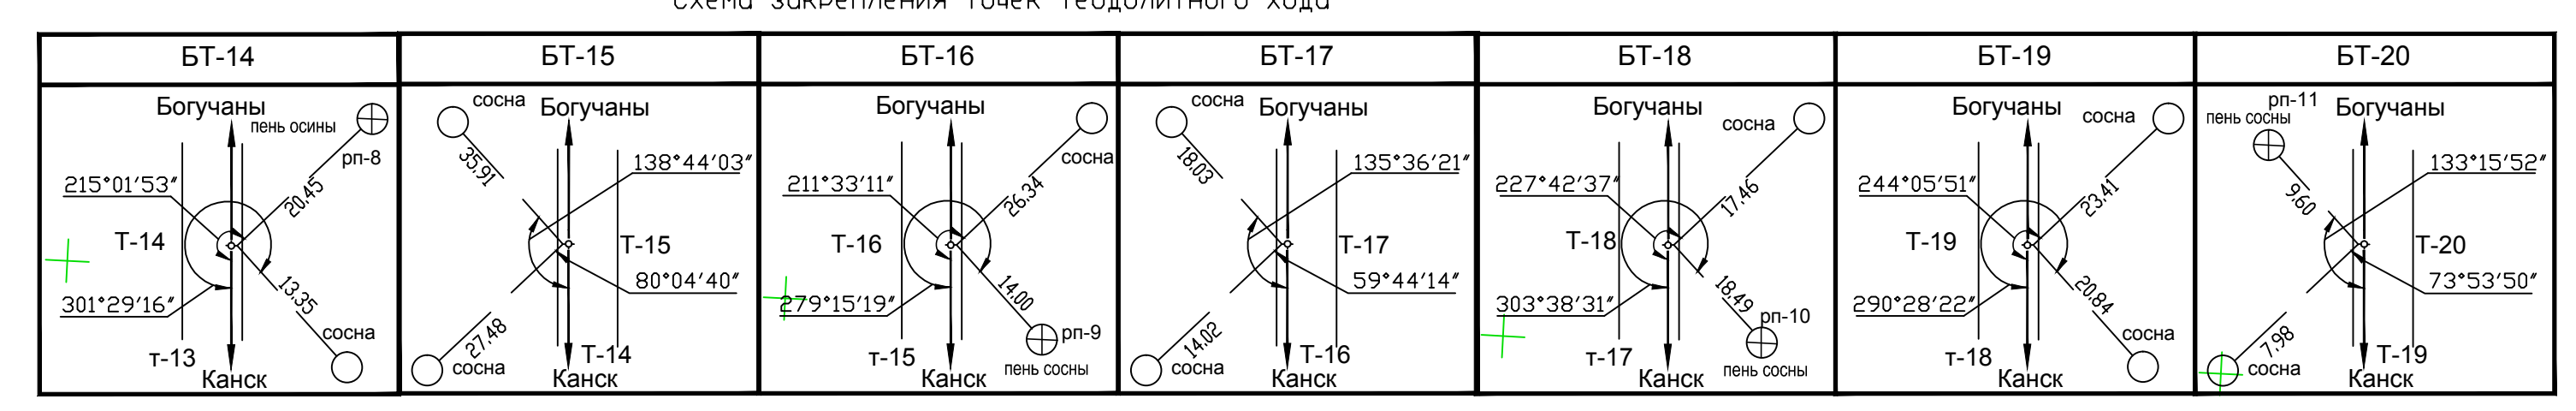 Схема закрепления точек теодолитного хода
БТ-14
БТ-15
БТ-16
БТ-17
БТ-18
БТ-19
БТ-20
Богучаны
пень осины
рп-8
20.45
215°01′53″
Т-14
301°29′16″
13.35
сосна
т-13
Канск
сосна
Богучаны
35.91
138°44′03″
Т-15
80°04′40″
27.48
сосна
Т-14
Канск
Богучаны
сосна
26.34
211°33′11″
Т-16
279°15′19″
14.00
рп-9
т-15
пень сосны
Канск
сосна
Богучаны
18.03
135°36′21″
Т-17
59°44′14″
14.02
сосна
Т-16
Канск
Богучаны
сосна
17.46
227°42′37″
Т-18
303°38′31″
18.49
рп-10
т-17
пень сосны
Канск
Богучаны
сосна
23.41
244°05′51″
Т-19
290°28′22″
20.84
сосна
т-18
Канск
рп-11
Богучаны
пень сосны
9.60
133°15′52″
Т-20
73°53′50″
7.98
сосна
Т-19
Канск